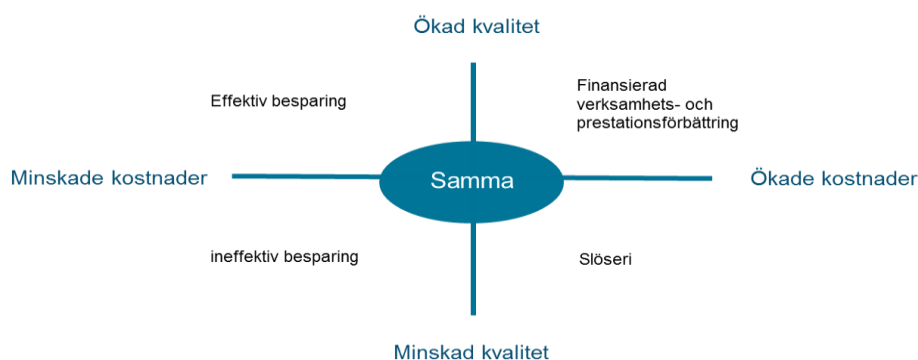 Ökad kvalitet
Effektiv besparing
Finansierad
verksamhets- och
prestationsförbättring
Minskade kostnader
Samma
Ökade kostnader
ineffektiv besparing
Slöseri
Minskad kvalitet